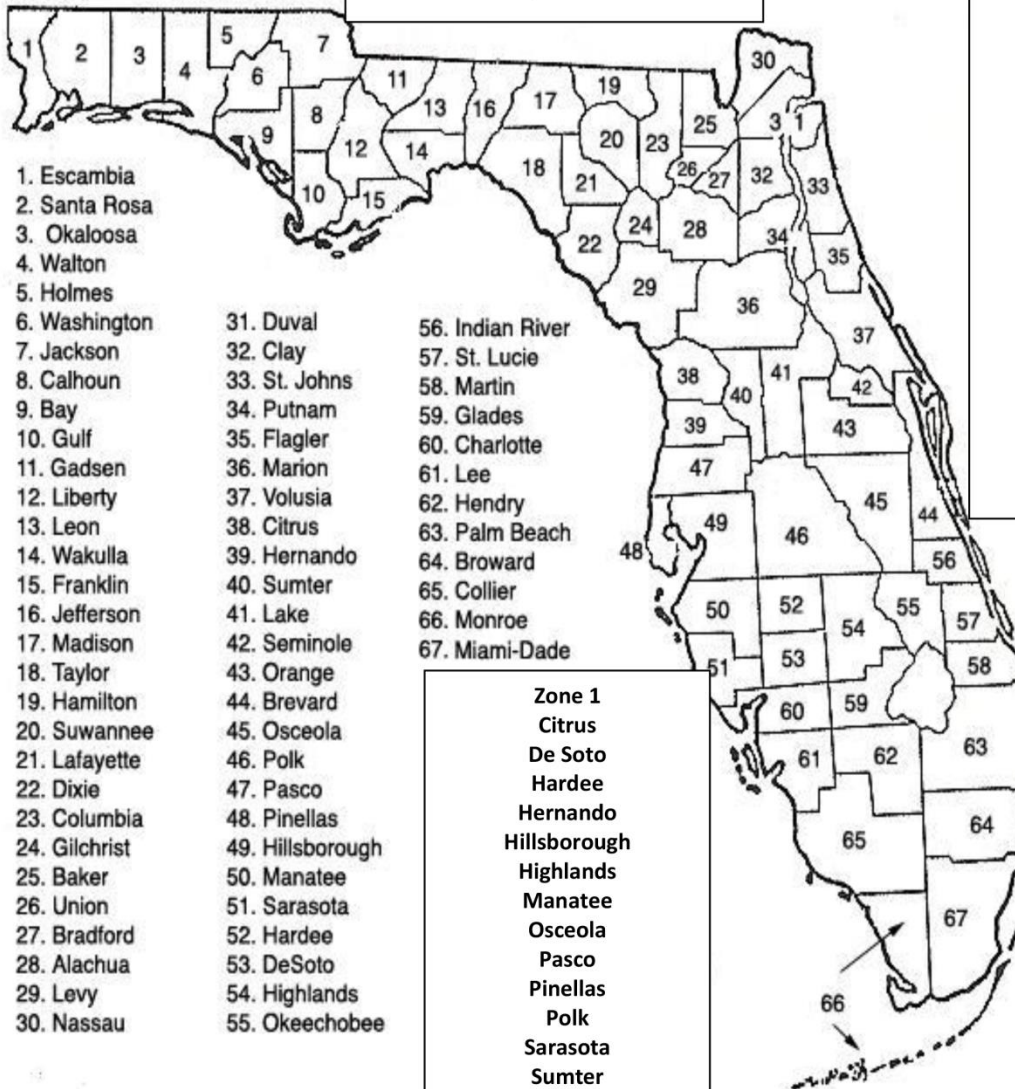 1
2
3
4
5
6
7
8
9
10
11
12
13
14
15
16
17
18
19
20
21
22
23
24
25
26
27
28
29
30
3 1
32
33
34
35
36
37
38
39
40
41
42
43
44
45
46
47
48
49
50
51
52
53
54
55
56
57
58
59
60
61
62
63
64
65
66
67
1. Escambia
2. Santa Rosa
3. Okaloosa
4. Walton
5. Holmes
6. Washington
7. Jackson
8. Calhoun
9. Bay
10. Gulf
11. Gadsen
12. Liberty
13. Leon
14. Wakulla
15. Franklin
16. Jefferson
17. Madison
18. Taylor
19. Hamilton
20. Suwannee
21. Lafayette
22. Dixie
23. Columbia
24. Gilchrist
25. Baker
26. Union
27. Bradford
28. Alachua
29. Levy
30. Nassau
31. Duval
32. Clay
33. St. Johns
34. Putnam
35. Flagler
36. Marion
37. Volusia
38. Citrus
39. Hernando
40. Sumter
41. Lake
42. Seminole
43. Orange
44. Brevard
45. Osceola
46. Polk
47. Pasco
48. Pinellas
49. Hillsborough
50. Manatee
51. Sarasota
52. Hardee
53. DeSoto
54. Highlands
55. Okeechobee
56. Indian River
57. St. Lucie
58. Martin
59. Glades
60. Charlotte
61. Lee
62. Hendry
63. Palm Beach
64. Broward
65. Collier
66. Monroe
67. Miami-Dade
Zone 1
Citrus
De Soto
Hardee
Hernando
Hillsborough
Highlands
Manatee
Osceola
Pasco
Pinellas
Polk
Sarasota
Sumter